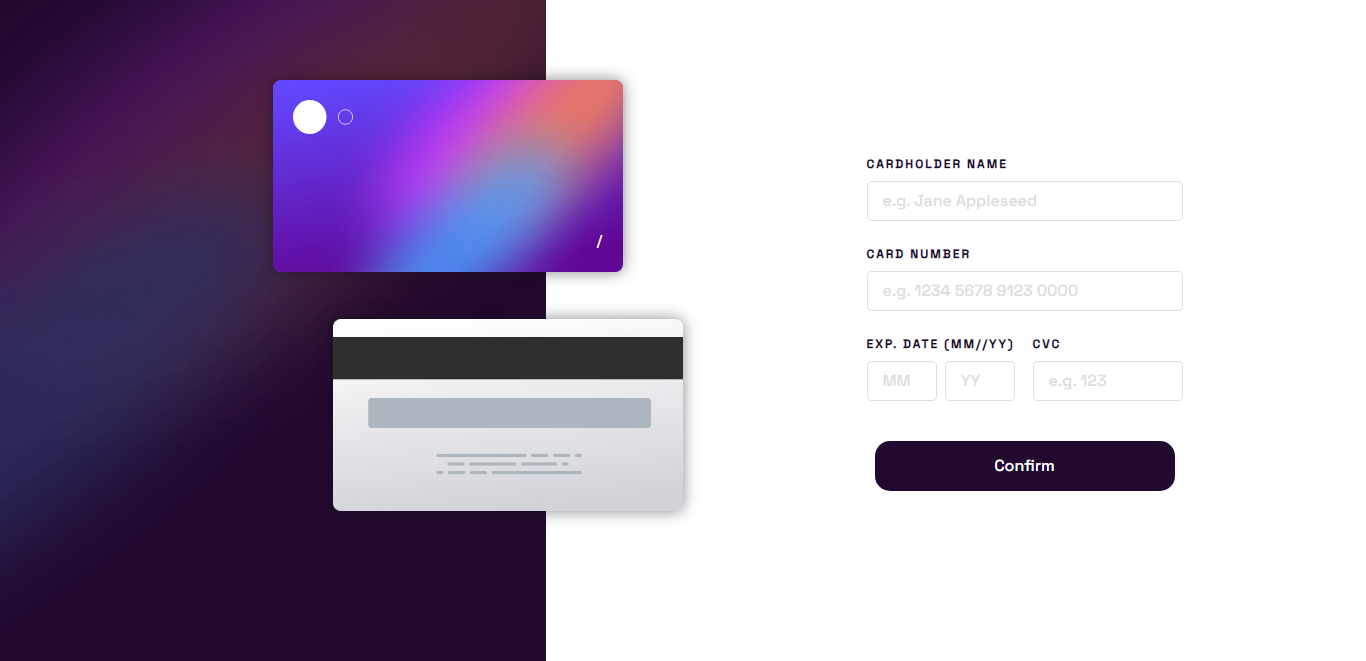 /
CARDHOLDER NAME
e.g. Jane Appleseed
CARD NUMBER
e.g. 1234 5678 9123 0000
EXP. DATE (MM//YY) CVC
MM YY e.g. 123
Confirm